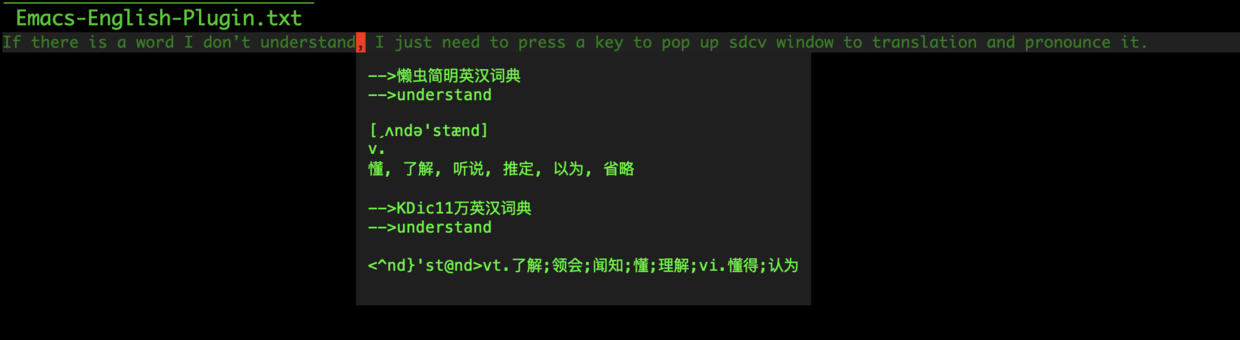 Emacs-English-Plugin.txt
If there is a word I don't understand, I just need to press a key to pop up sdcv window to translation and pronounce it.
-->懒虫简明英汉词典
-->understand
[ˏʌndə'stænd]
v.
懂, 了解, 听说, 推定, 以为, 省略
-->KDic11万英汉词典
-->understand
<^nd}'st@nd>vt.了解;领会;闻知;懂;理解;vi.懂得;认为